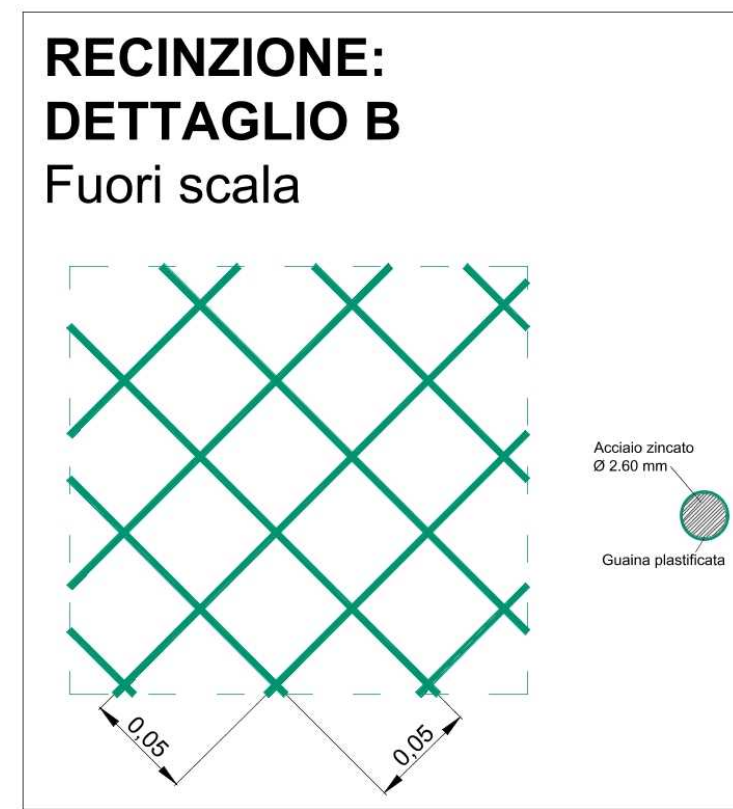 RECINZIONE:
DETTAGLIO B
Fuori scala
Acciaio zincato
Ø 2.60 mm
Guaina plastificata
0,05
0,05